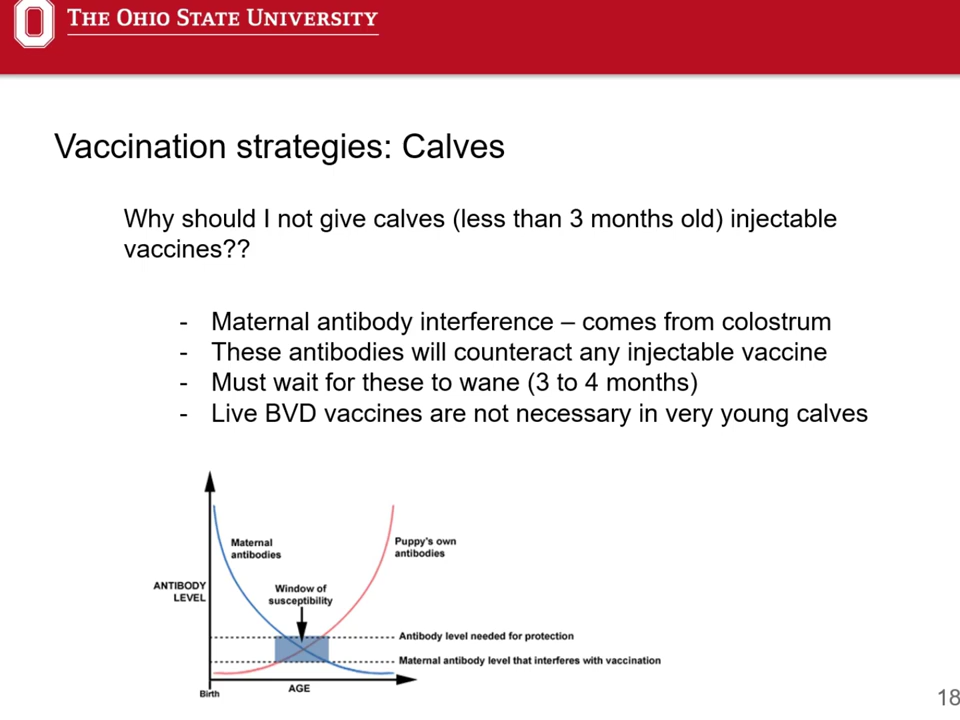 THE OHIO STATE UNIVERSITY
Vaccination strategies: Calves
Why should I not give calves (less than 3 months old) injectable
vaccines??
- Maternal antibody interference – comes from colostrum
- These antibodies will counteract any injectable vaccine
- Must wait for these to wane (3 to 4 months)
- Live BVD vaccines are not necessary in very young calves
Maternal
antibodies
Puppy's own
antibodies
ANTIBODY
LEVEL
Window of
susceptibility
Antibody level needed for protection
Maternal antibody level that interferes with vaccination
Birth
AGE
18